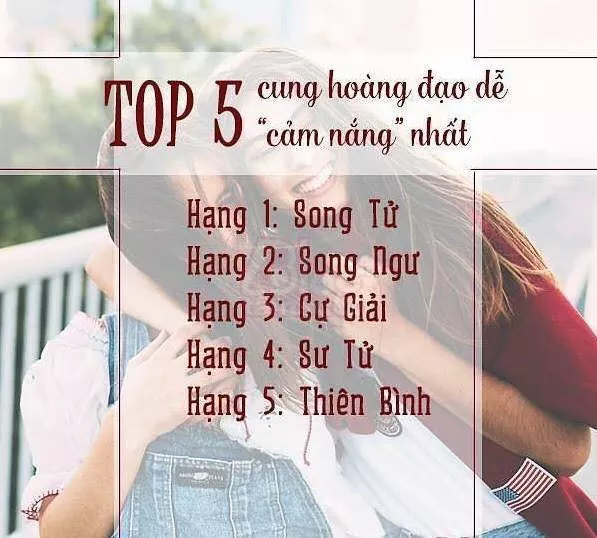 TOP 5
cung hoàng đạo dễ
“cảm nắng” nhất
Hạng 1: Song Tử
Hạng 2: Song Ngư
Hạng 3: Cự Giải
Hạng 4: Sư Tử
Hạng 5: Thiên Bình